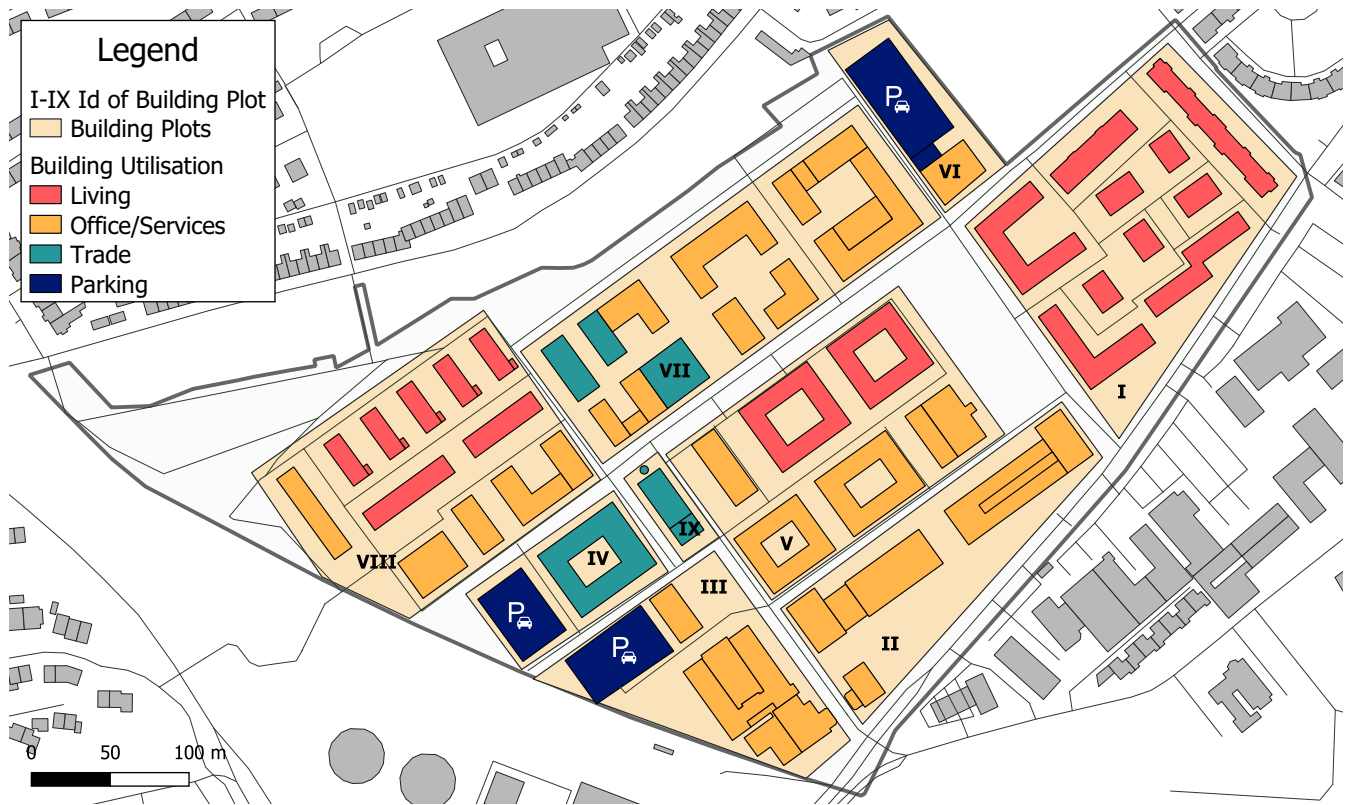 Legend
I-IX Id of Building Plot
Building Plots
Building Utilisation
Living
Office/Services
Trade
Parking
P
VI
I
VII
IX
VIII
IV
V
III
P
P
II
0 50 100 m